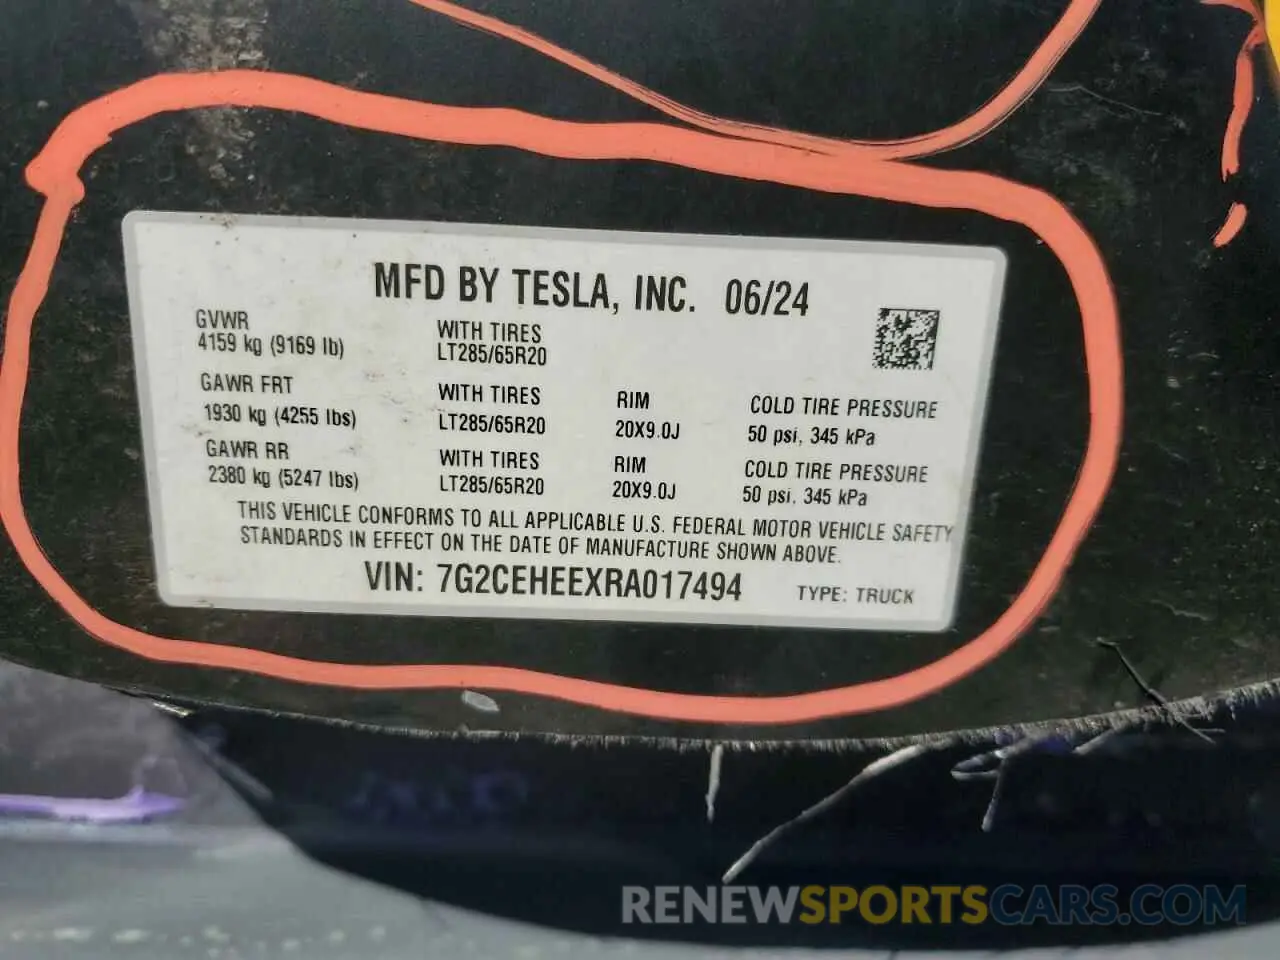 MFD BY TESLA, INC. 06/24
GVWR
4159 kg (9169 lb)
WITH TIRES
LT285/65R20
GAWR FRT
1930 kg (4255 lbs)
WITH TIRES
LT285/65R20
RIM
20X9.0J
COLD TIRE PRESSURE
50 psi, 345 kPa
GAWR RR
2380 kg (5247 lbs)
WITH TIRES
LT285/65R20
RIM
20X9.0J
COLD TIRE PRESSURE
50 psi, 345 kPa
THIS VEHICLE CONFORMS TO ALL APPLICABLE U.S. FEDERAL MOTOR VEHICLE SAFETY
STANDARDS IN EFFECT ON THE DATE OF MANUFACTURE SHOWN ABOVE.
VIN: 7G2CEHEEXRA017494 TYPE: TRUCK
RENEWSPORTSCARS.COM